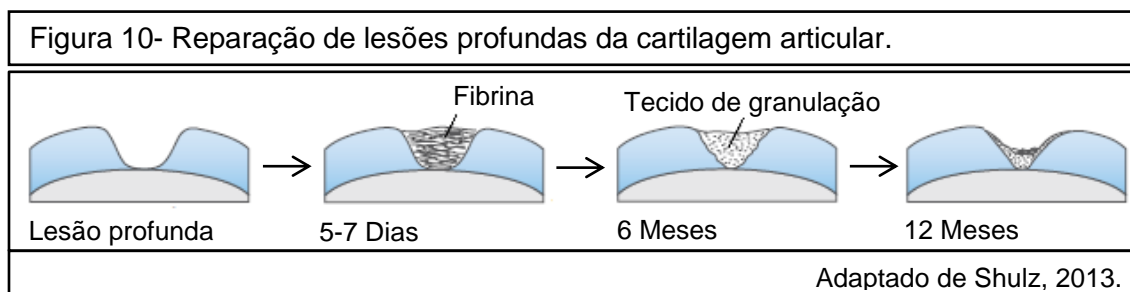 Figura 10- Reparação de lesões profundas da cartilagem articular.
Fibrina
Tecido de granulação
Lesão profunda
5-7 Dias
6 Meses
12 Meses
Adaptado de Shulz, 2013.